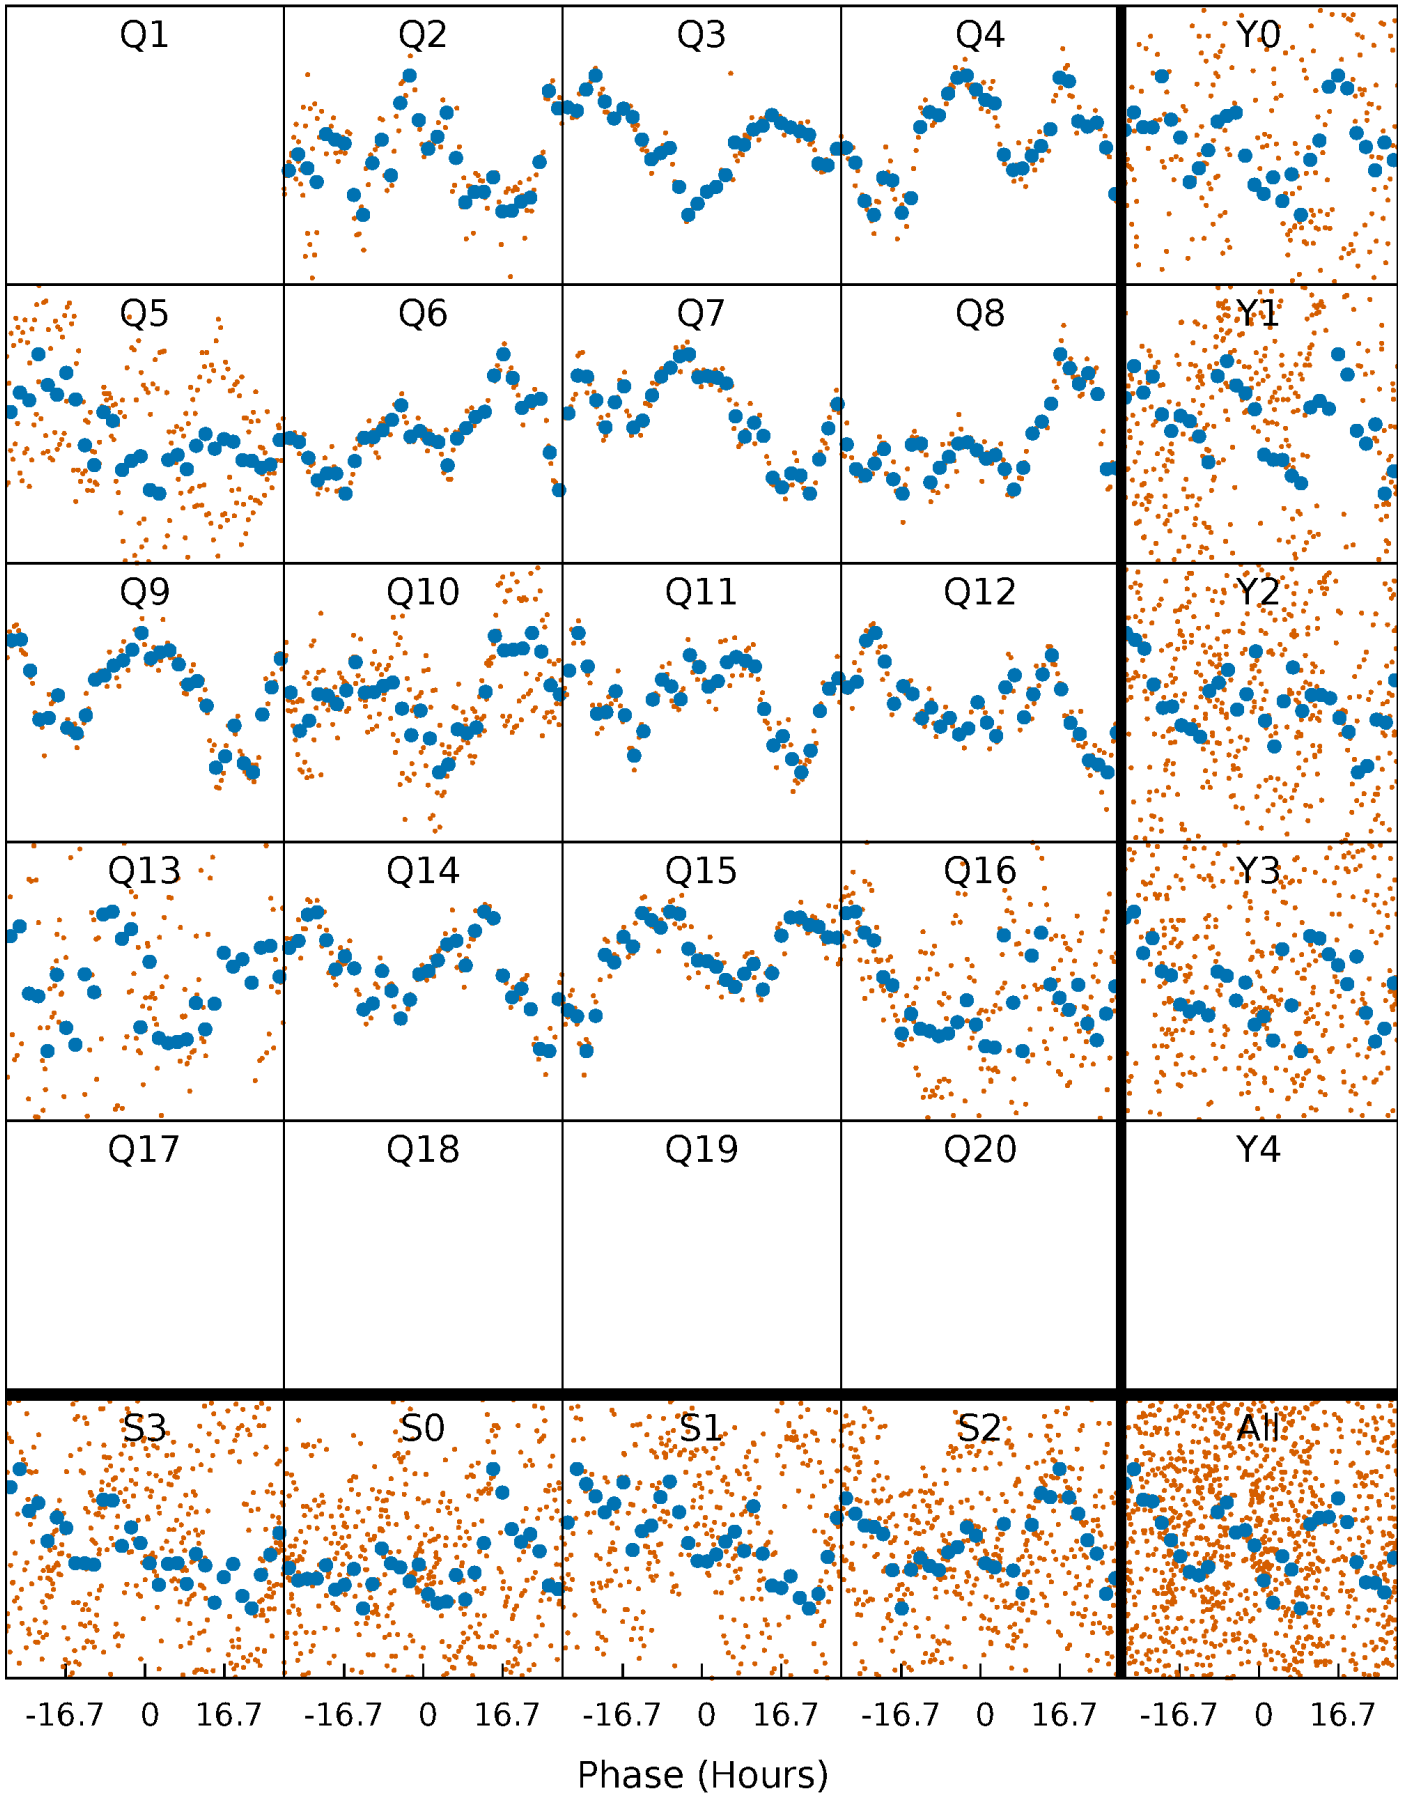 Q1 Q2 Q3 Q4 Y0
Q5 Q6 Q7 Q8 Y1
Q9 Q10 Q11 Q12 Y2
Q13 Q14 Q15 Q16 Y3
Q17 Q18 Q19 Q20 Y4
S3 S0 S1 S2 All
-16.7 0 16.7 -16.7 0 16.7 -16.7 0 16.7 -16.7 0 16.7 -16.7 0 16.7
Phase (Hours)